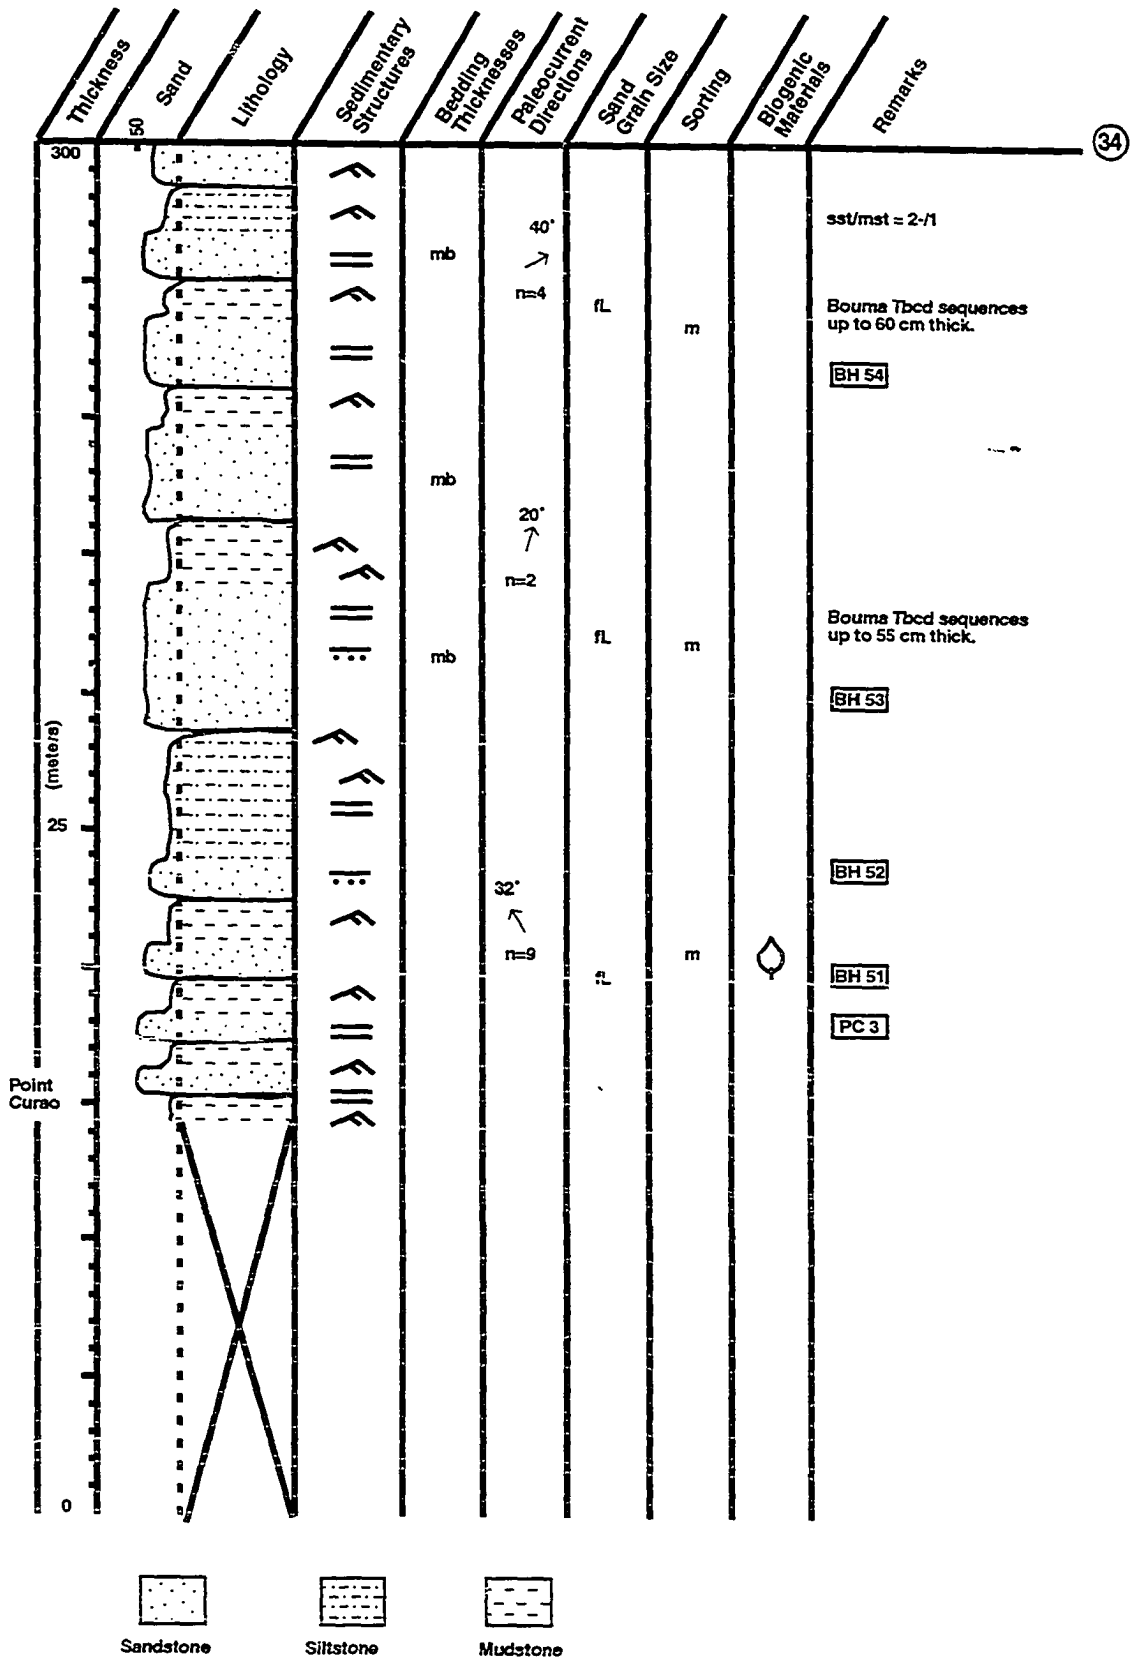 Thickness
Sand
Lithology
Sedimentary
Structures
Bedding
Thicknesses
Paleocurrent
Directions
Sand
Grain Size
Sorting
Biogenic
Materials
Remarks
50
34
300
sst/mst = 2-/1
40°
mb
n=4
fL
Bouma Tbcd sequences
up to 60 cm thick.
m
BH 54
mb
20°
n=2
Bouma Tbcd sequences
up to 55 cm thick.
fL
m
mb
BH 53
(meters)
25
BH 52
32°
n=9
m
fL
BH 51
PC 3
Point
Curao
0
Sandstone
Siltstone
Mudstone